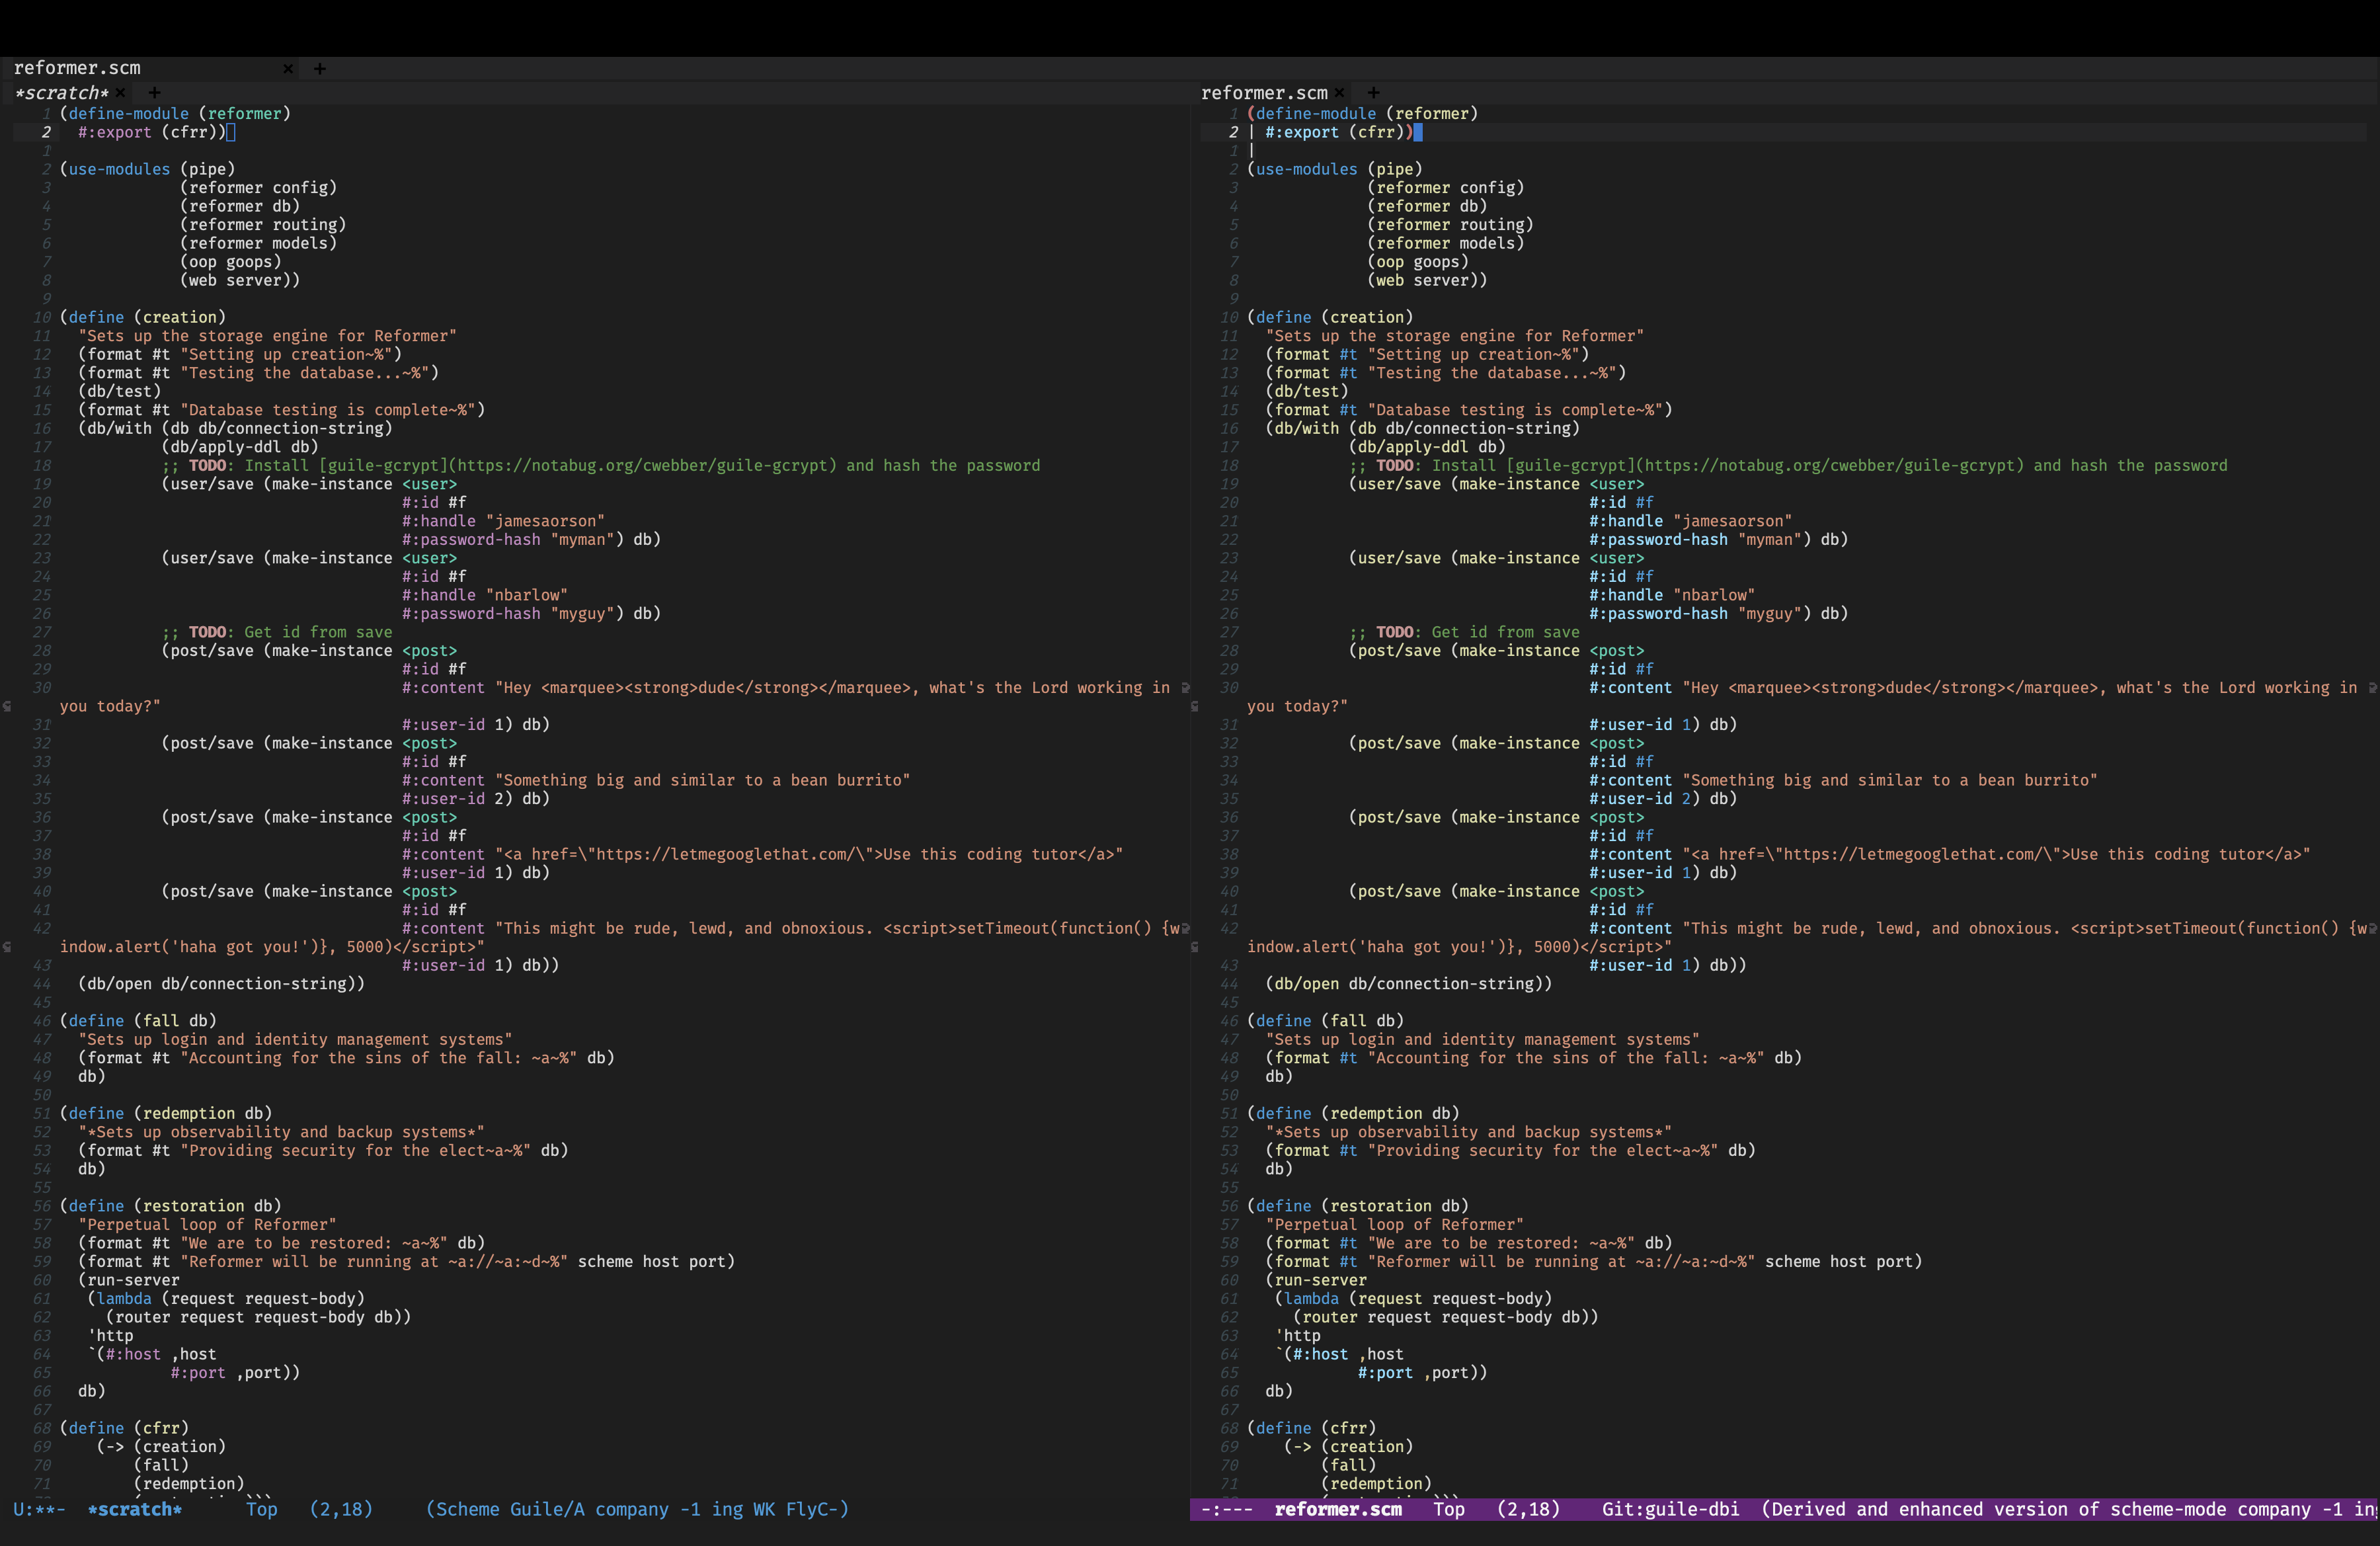 reformer.scm × +
*scratch* × +
1 (define-module (reformer)
2   #:export (cfrr))
1
2 (use-modules (pipe)
3              (reformer config)
4              (reformer db)
5              (reformer routing)
6              (reformer models)
7              (oop goops)
8              (web server))
9
10 (define (creation)
11   "Sets up the storage engine for Reformer"
12   (format #t "Setting up creation~%")
13   (format #t "Testing the database...~%")
14   (db/test)
15   (format #t "Database testing is complete~%")
16   (db/with (db db/connection-string)
17            (db/apply-ddl db)
18            ;; TODO: Install [guile-gcrypt](https://notabug.org/cwebber/guile-gcrypt) and hash the password
19            (user/save (make-instance <user>
20                                      #:id #f
21                                      #:handle "jamesaorson"
22                                      #:password-hash "myman") db)
23            (user/save (make-instance <user>
24                                      #:id #f
25                                      #:handle "nbarlow"
26                                      #:password-hash "myguy") db)
27            ;; TODO: Get id from save
28            (post/save (make-instance <post>
29                                      #:id #f
30                                      #:content "Hey <marquee><strong>dude</strong></marquee>, what's the Lord working in
you today?"
31                                      #:user-id 1) db)
32            (post/save (make-instance <post>
33                                      #:id #f
34                                      #:content "Something big and similar to a bean burrito"
35                                      #:user-id 2) db)
36            (post/save (make-instance <post>
37                                      #:id #f
38                                      #:content "<a href=\"https://letmegooglethat.com/\">Use this coding tutor</a>"
39                                      #:user-id 1) db)
40            (post/save (make-instance <post>
41                                      #:id #f
42                                      #:content "This might be rude, lewd, and obnoxious. <script>setTimeout(function() {w
indow.alert('haha got you!')}, 5000)</script>"
43                                      #:user-id 1) db))
44   (db/open db/connection-string))
45
46 (define (fall db)
47   "Sets up login and identity management systems"
48   (format #t "Accounting for the sins of the fall: ~a~%" db)
49   db)
50
51 (define (redemption db)
52   "*Sets up observability and backup systems*"
53   (format #t "Providing security for the elect~a~%" db)
54   db)
55
56 (define (restoration db)
57   "Perpetual loop of Reformer"
58   (format #t "We are to be restored: ~a~%" db)
59   (format #t "Reformer will be running at ~a://~a:~d~%" scheme host port)
60   (run-server
61    (lambda (request request-body)
62      (router request request-body db))
63    'http
64    `(#:host ,host
65             #:port ,port))
66   db)
67
68 (define (cfrr)
69     (-> (creation)
70         (fall)
71         (redemption)
U:**-  *scratch*       Top   (2,18)      (Scheme Guile/A company -1 ing WK FlyC-)
reformer.scm × +
1 (define-module (reformer)
2 | #:export (cfrr))
1 |
2 (use-modules (pipe)
3              (reformer config)
4              (reformer db)
5              (reformer routing)
6              (reformer models)
7              (oop goops)
8              (web server))
9
10 (define (creation)
11   "Sets up the storage engine for Reformer"
12   (format #t "Setting up creation~%")
13   (format #t "Testing the database...~%")
14   (db/test)
15   (format #t "Database testing is complete~%")
16   (db/with (db db/connection-string)
17            (db/apply-ddl db)
18            ;; TODO: Install [guile-gcrypt](https://notabug.org/cwebber/guile-gcrypt) and hash the password
19            (user/save (make-instance <user>
20                                      #:id #f
21                                      #:handle "jamesaorson"
22                                      #:password-hash "myman") db)
23            (user/save (make-instance <user>
24                                      #:id #f
25                                      #:handle "nbarlow"
26                                      #:password-hash "myguy") db)
27            ;; TODO: Get id from save
28            (post/save (make-instance <post>
29                                      #:id #f
30                                      #:content "Hey <marquee><strong>dude</strong></marquee>, what's the Lord working in
you today?"
31                                      #:user-id 1) db)
32            (post/save (make-instance <post>
33                                      #:id #f
34                                      #:content "Something big and similar to a bean burrito"
35                                      #:user-id 2) db)
36            (post/save (make-instance <post>
37                                      #:id #f
38                                      #:content "<a href=\"https://letmegooglethat.com/\">Use this coding tutor</a>"
39                                      #:user-id 1) db)
40            (post/save (make-instance <post>
41                                      #:id #f
42                                      #:content "This might be rude, lewd, and obnoxious. <script>setTimeout(function() {w
indow.alert('haha got you!')}, 5000)</script>"
43                                      #:user-id 1) db))
44   (db/open db/connection-string))
45
46 (define (fall db)
47   "Sets up login and identity management systems"
48   (format #t "Accounting for the sins of the fall: ~a~%" db)
49   db)
50
51 (define (redemption db)
52   "*Sets up observability and backup systems*"
53   (format #t "Providing security for the elect~a~%" db)
54   db)
55
56 (define (restoration db)
57   "Perpetual loop of Reformer"
58   (format #t "We are to be restored: ~a~%" db)
59   (format #t "Reformer will be running at ~a://~a:~d~%" scheme host port)
60   (run-server
61    (lambda (request request-body)
62      (router request request-body db))
63    'http
64    `(#:host ,host
65             #:port ,port))
66   db)
67
68 (define (cfrr)
69     (-> (creation)
70         (fall)
71         (redemption)
-:---  reformer.scm   Top   (2,18)    Git:guile-dbi  (Derived and enhanced version of scheme-mode company -1 in